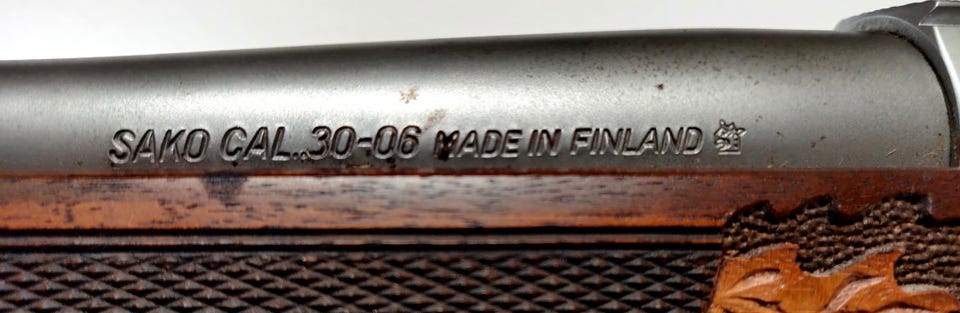 SAKO CAL..30-06 MADE IN FINLAND